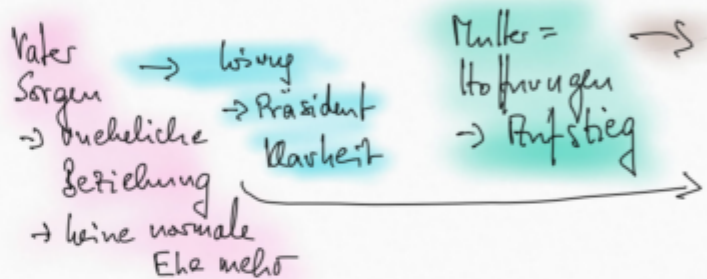 Vater
Sorgen
→ uneheliche
Beziehung
→ keine normale
Ehe mehr
→ Lösung
→ Präsident
Klarheit
Mutter = →
Hoffnungen
→ Aufstieg